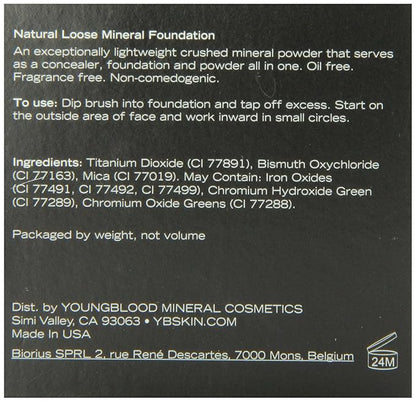 Natural Loose Mineral Foundation
An exceptionally lightweight crushed mineral powder that serves
as a concealer, foundation and powder all in one. Oil free.
Fragrance free. Non-comedogenic.
To use: Dip brush into foundation and tap off excess. Start on
the outside area of face and work inward in small circles.
Ingredients: Titanium Dioxide (CI 77891), Bismuth Oxychloride
(CI 77163), Mica (CI 77019). May Contain: Iron Oxides
(CI 77491, CI 77492, CI 77499), Chromium Hydroxide Green
(CI 77289), Chromium Oxide Greens (CI 77288).
Packaged by weight, not volume
Dist. by YOUNGBLOOD MINERAL COSMETICS
Simi Valley, CA 93063 • YBSKIN.COM
Made in USA
Biorius SPRL 2, rue René Descartes, 7000 Mons, Belgium
24M